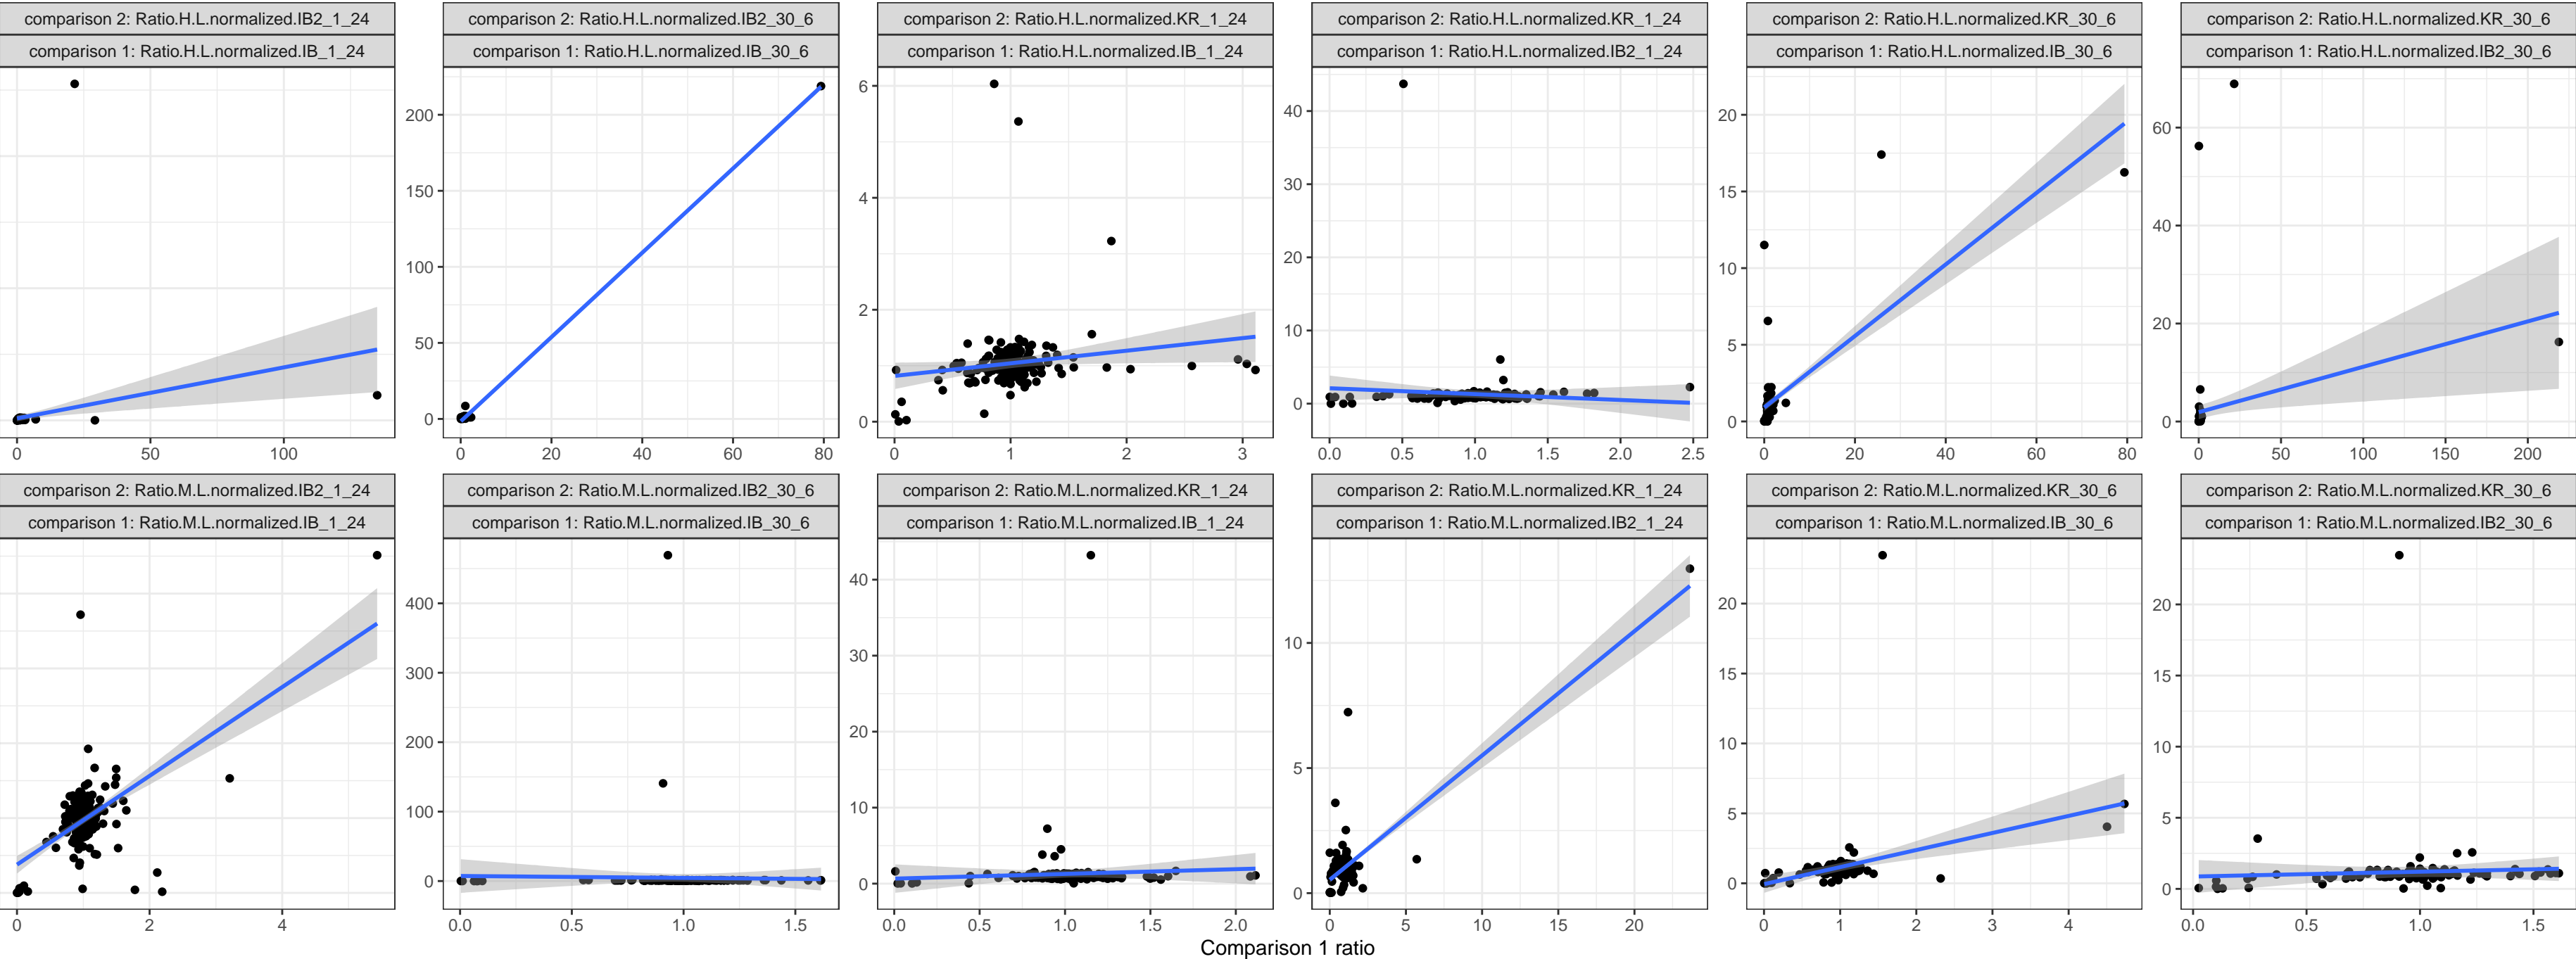 comparison 2: Ratio.H.L.normalized.IB2_1_24
comparison 1: Ratio.H.L.normalized.IB_1_24
0 50 100
comparison 2: Ratio.H.L.normalized.IB2_30_6
comparison 1: Ratio.H.L.normalized.IB_30_6
200
150
100
50
0
0 20 40 60 80
comparison 2: Ratio.H.L.normalized.KR_1_24
comparison 1: Ratio.H.L.normalized.IB_1_24
6
4
2
0
0 1 2 3
comparison 2: Ratio.H.L.normalized.KR_1_24
comparison 1: Ratio.H.L.normalized.IB2_1_24
40
30
20
10
0
0.0 0.5 1.0 1.5 2.0 2.5
comparison 2: Ratio.H.L.normalized.KR_30_6
comparison 1: Ratio.H.L.normalized.IB_30_6
20
15
10
5
0
0 20 40 60 80
comparison 2: Ratio.H.L.normalized.KR_30_6
comparison 1: Ratio.H.L.normalized.IB2_30_6
60
40
20
0
0 50 100 150 200
comparison 2: Ratio.M.L.normalized.IB2_1_24
comparison 1: Ratio.M.L.normalized.IB_1_24
0 2 4
comparison 2: Ratio.M.L.normalized.IB2_30_6
comparison 1: Ratio.M.L.normalized.IB_30_6
400
300
200
100
0
0.0 0.5 1.0 1.5
comparison 2: Ratio.M.L.normalized.KR_1_24
comparison 1: Ratio.M.L.normalized.IB_1_24
40
30
20
10
0
0.0 0.5 1.0 1.5 2.0
comparison 2: Ratio.M.L.normalized.KR_1_24
comparison 1: Ratio.M.L.normalized.IB2_1_24
10
5
0
0 5 10 15 20
comparison 2: Ratio.M.L.normalized.KR_30_6
comparison 1: Ratio.M.L.normalized.IB_30_6
20
15
10
5
0
0 1 2 3 4
comparison 2: Ratio.M.L.normalized.KR_30_6
comparison 1: Ratio.M.L.normalized.IB2_30_6
20
15
10
5
0
0.0 0.5 1.0 1.5
Comparison 1 ratio